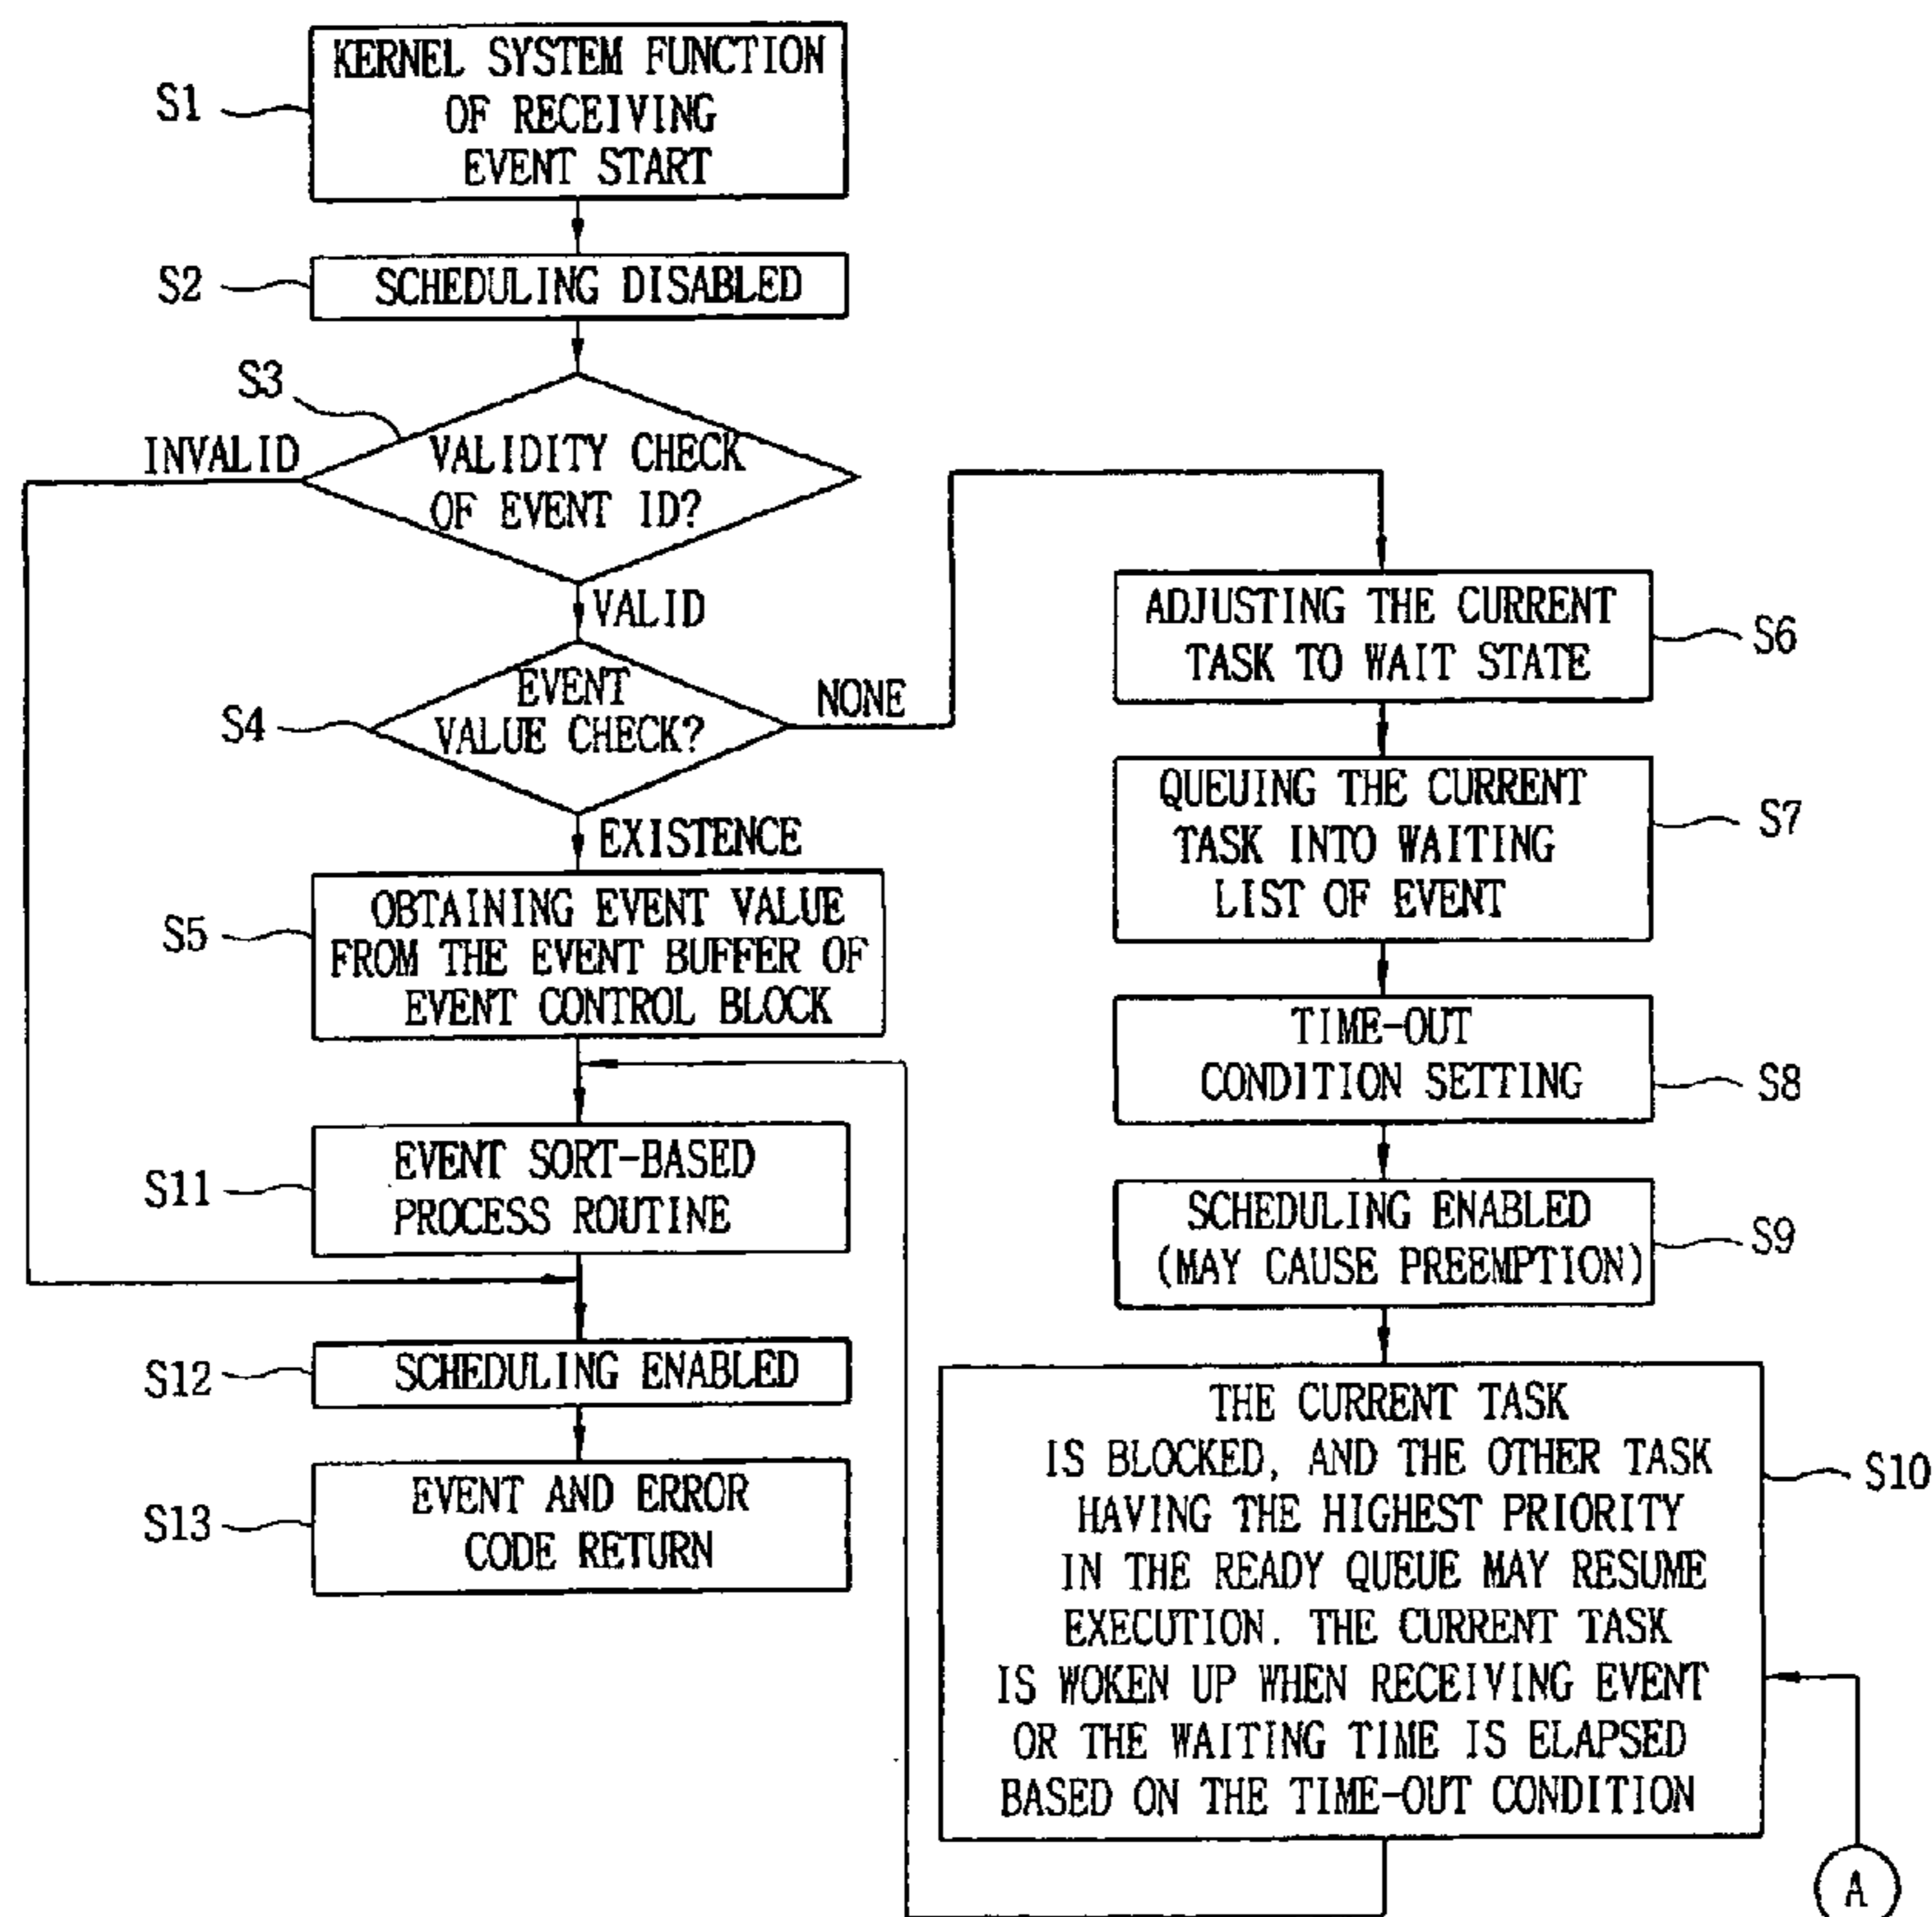 S1
KERNEL SYSTEM FUNCTION
OF RECEIVING
EVENT START
S2
SCHEDULING DISABLED
S3
INVALID
VALIDITY CHECK
OF EVENT ID?
VALID
S4
EVENT
VALUE CHECK?
NONE
EXISTENCE
S5
OBTAINING EVENT VALUE
FROM THE EVENT BUFFER OF
EVENT CONTROL BLOCK
S11
EVENT SORT-BASED
PROCESS ROUTINE
S12
SCHEDULING ENABLED
S13
EVENT AND ERROR
CODE RETURN
ADJUSTING THE CURRENT
TASK TO WAIT STATE
S6
QUEUING THE CURRENT
TASK INTO WAITING
LIST OF EVENT
S7
TIME-OUT
CONDITION SETTING
S8
SCHEDULING ENABLED
(MAY CAUSE PREEMPTION)
S9
THE CURRENT TASK
IS BLOCKED, AND THE OTHER TASK
HAVING THE HIGHEST PRIORITY
IN THE READY QUEUE MAY RESUME
EXECUTION. THE CURRENT TASK
IS WOKEN UP WHEN RECEIVING EVENT
OR THE WAITING TIME IS ELAPSED
BASED ON THE TIME-OUT CONDITION
S10
A